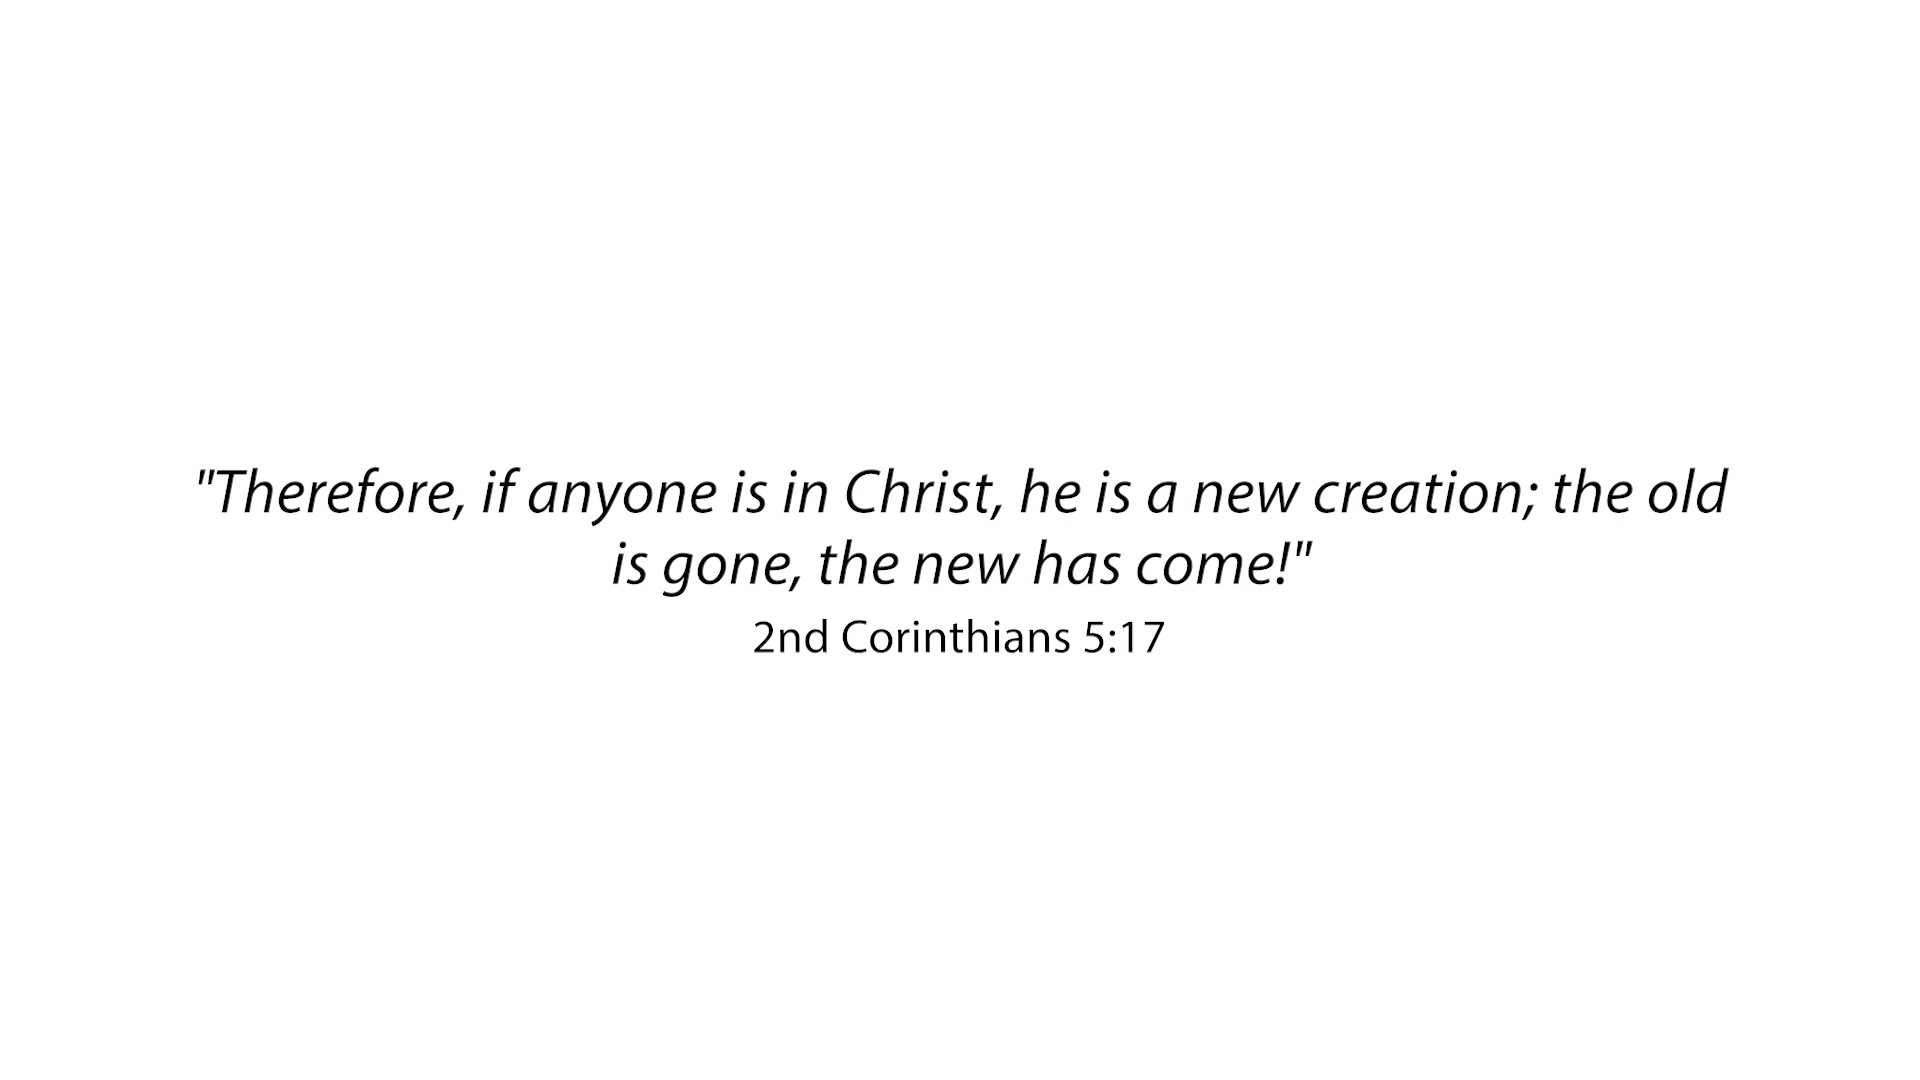 "Therefore, if anyone is in Christ, he is a new creation; the old
is gone, the new has come!"
2nd Corinthians 5:17